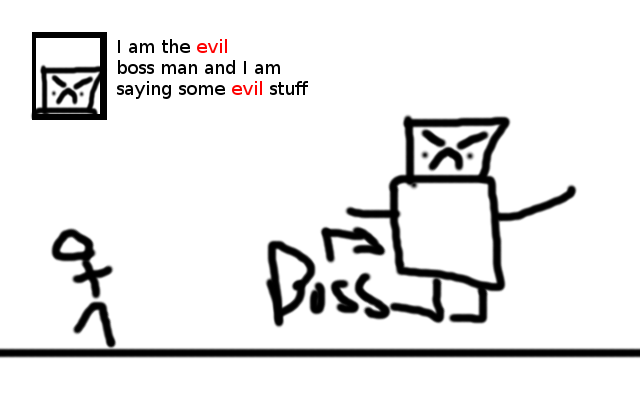 I am the evil
boss man and I am
saying some evil stuff
Boss